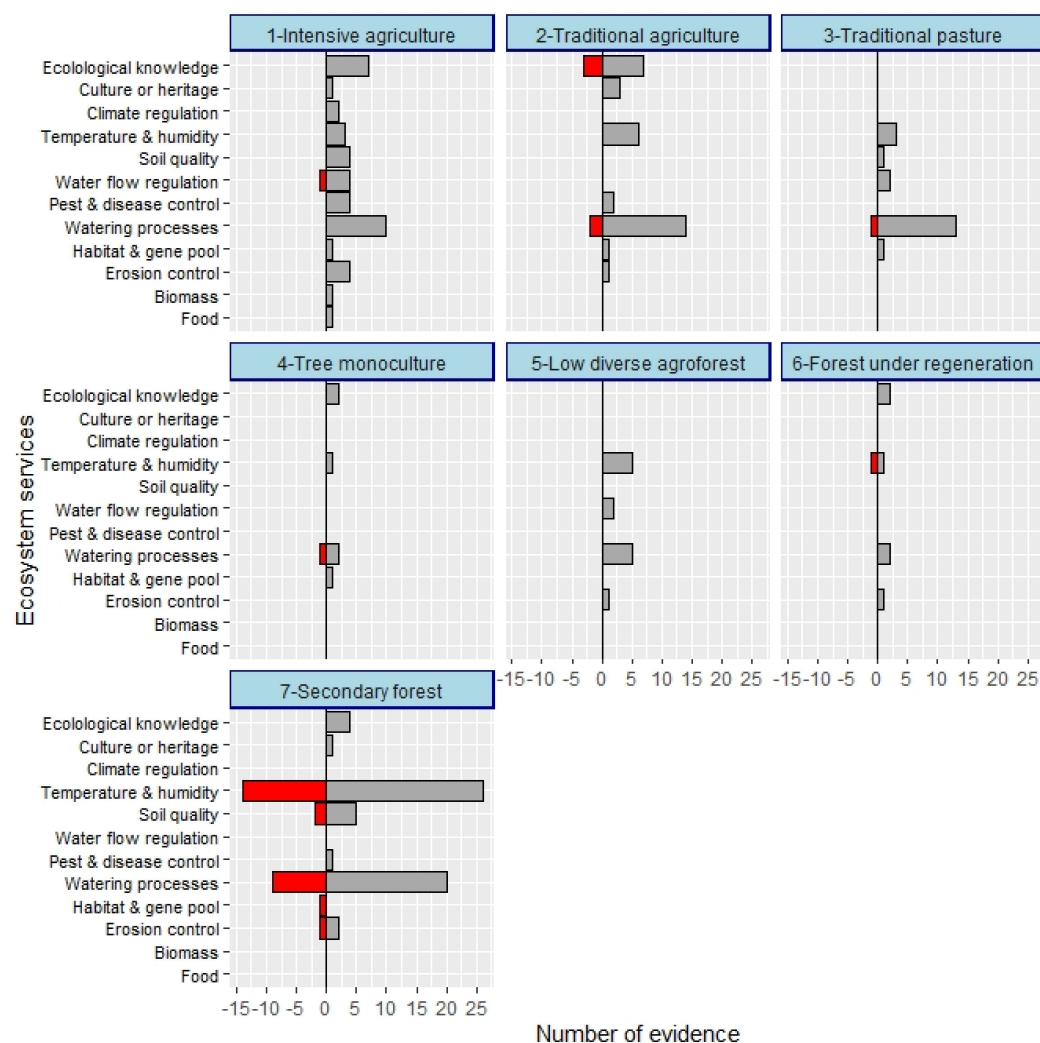 1-Intensive agriculture
2-Traditional agriculture
3-Traditional pasture
Ecolological knowledge
Culture or heritage
Climate regulation
Temperature & humidity
Soil quality
Water flow regulation
Pest & disease control
Watering processes
Habitat & gene pool
Erosion control
Biomass
Food
4-Tree monoculture
5-Low diverse agroforest
6-Forest under regeneration
Ecolological knowledge
Culture or heritage
Climate regulation
Temperature & humidity
Soil quality
Water flow regulation
Pest & disease control
Watering processes
Habitat & gene pool
Erosion control
Biomass
Food
Ecosystem services
-15 -10 -5 0 5 10 15 20 25
-15 -10 -5 0 5 10 15 20 25
7-Secondary forest
Ecolological knowledge
Culture or heritage
Climate regulation
Temperature & humidity
Soil quality
Water flow regulation
Pest & disease control
Watering processes
Habitat & gene pool
Erosion control
Biomass
Food
-15 -10 -5 0 5 10 15 20 25
Number of evidence